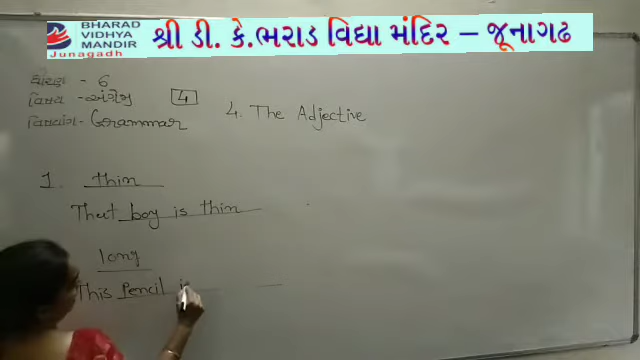 BHARAD
VIDHYA
MANDIR
Junagadh
શ્રી ડી. કે.ભરાડ વિદ્યા મંદિર – જૂનાગઢ
ધોરણ - 6
વિષય - અંગ્રેજી 4
વિષયાંગ - Grammar
4. The Adjective
1. thin
That boy is thin
long
This Pencil is